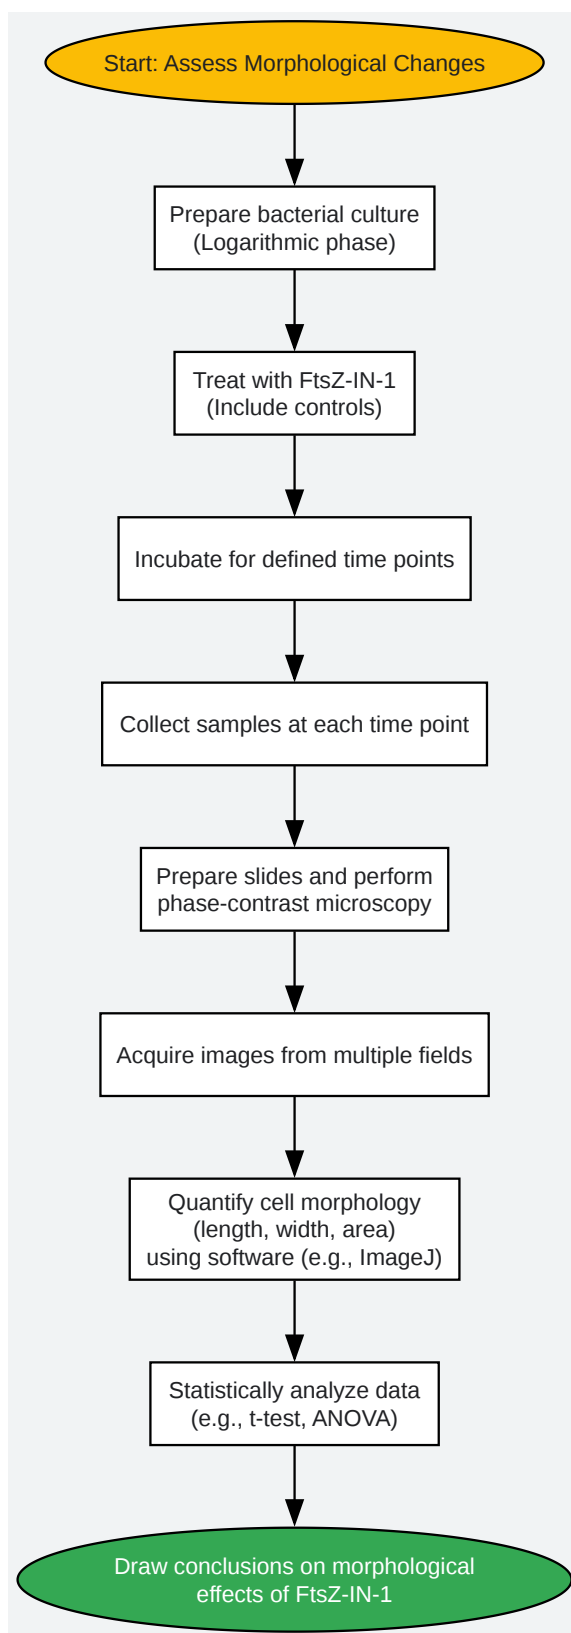 Start: Assess Morphological Changes
Prepare bacterial culture
(Logarithmic phase)
Treat with FtsZ-IN-1
(Include controls)
Incubate for defined time points
Collect samples at each time point
Prepare slides and perform
phase-contrast microscopy
Acquire images from multiple fields
Quantify cell morphology
(length, width, area)
using software (e.g., ImageJ)
Statistically analyze data
(e.g., t-test, ANOVA)
Draw conclusions on morphological
effects of FtsZ-IN-1